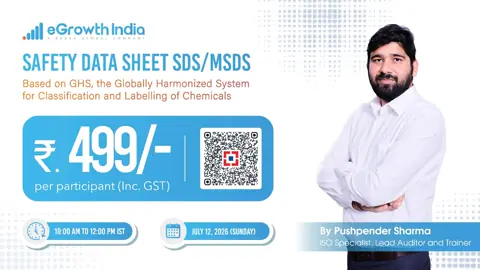 eGrowth India
SAFETY DATA SHEET SDS/MSDS
Based on GHS, the Globally Harmonized System
for Classification and Labelling of Chemicals
₹. 499/-
per participant (Inc. GST)
10:00 AM TO 12:00 PM IST
JULY 12, 2026 (SUNDAY)
By Pushpender Sharma
ISO Specialist, Lead Auditor and Trainer